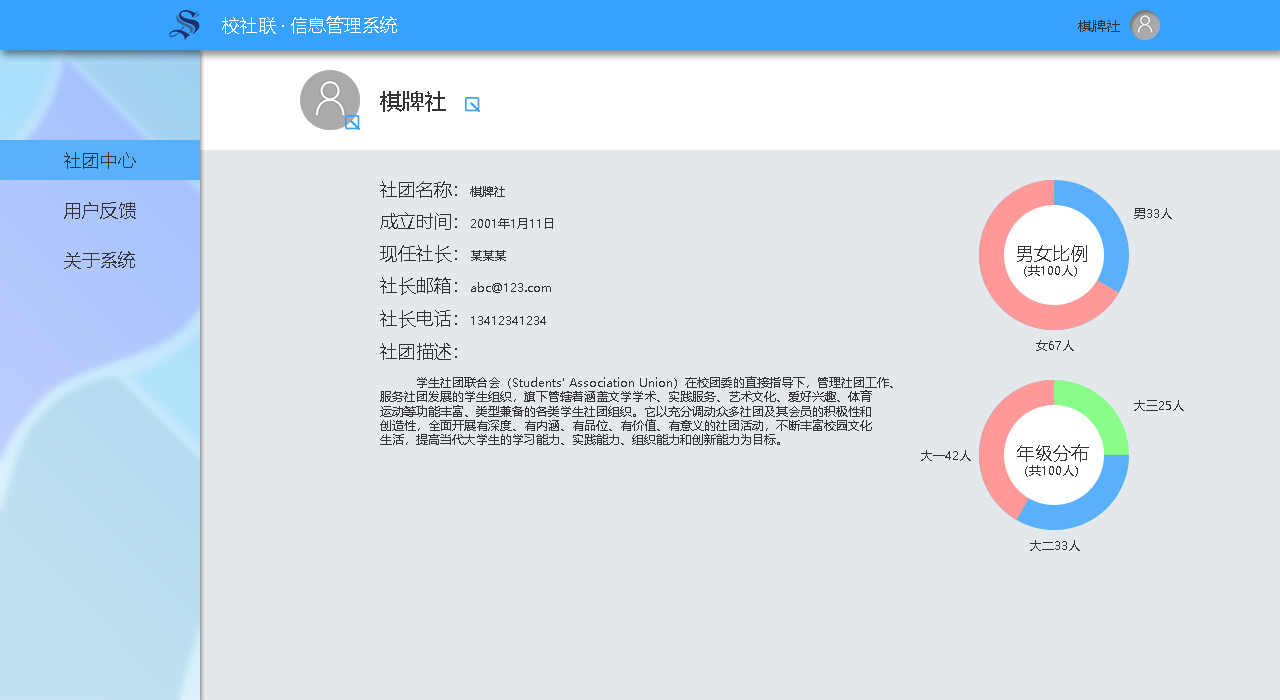 校社联 · 信息管理系统
棋牌社
棋牌社
社团中心
用户反馈
关于系统
社团名称：棋牌社
成立时间：2001年1月11日
现任社长：某某某
社长邮箱：abc@123.com
社长电话：13412341234
社团描述：
学生社团联合会（Students' Association Union）在校团委的直接指导下，管理社团工作、
服务社团发展的学生组织，旗下管辖着涵盖文学学术、实践服务、艺术文化、爱好兴趣、体育
运动等功能丰富、类型兼备的各类学生社团组织。它以充分调动众多社团及其会员的积极性和
创造性，全面开展有深度、有内涵、有品位、有价值、有意义的社团活动，不断丰富校园文化
生活，提高当代大学生的学习能力、实践能力、组织能力和创新能力为目标。
男33人
男女比例
(共100人)
女67人
大三25人
年级分布
(共100人)
大一42人
大二33人